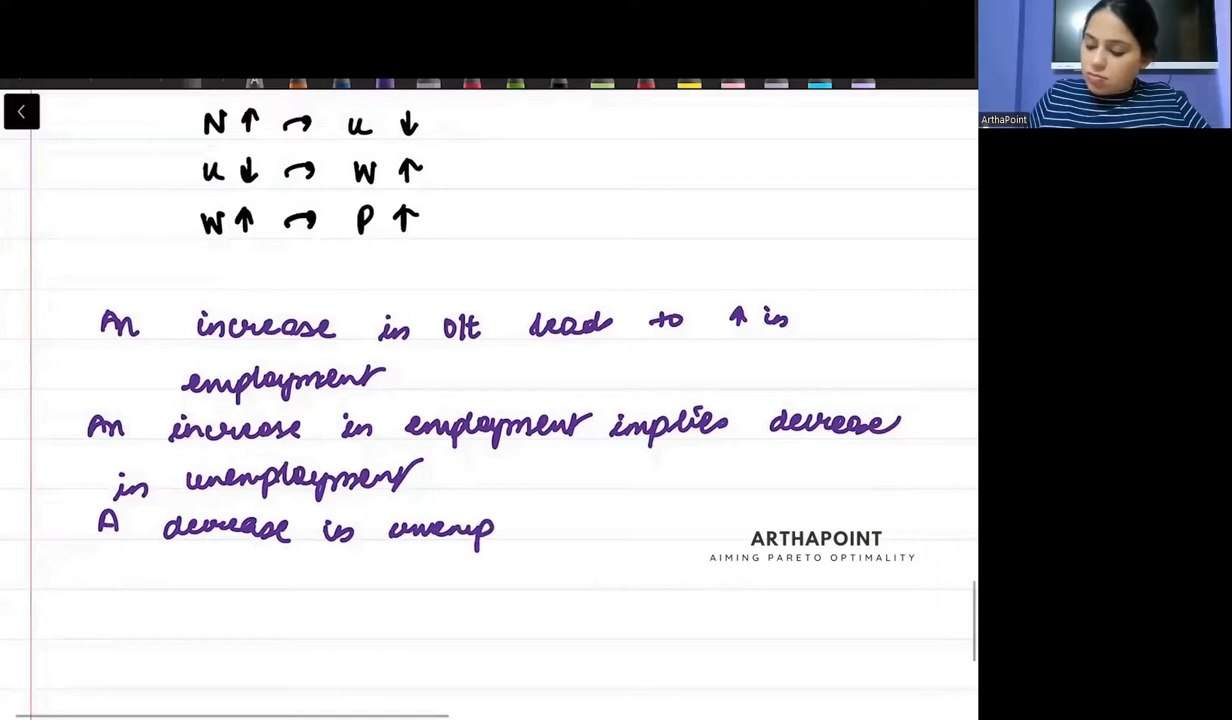 N ↑ → u ↓
u ↓ → W ↑
W ↑ → P ↑
An increase in o/t lead to ↑ in
employment
An increase in employment implies decrease
in unemployment
A decrease in unemp
ARTHAPOINT
AIMING PARETO OPTIMALITY
ArthaPoint